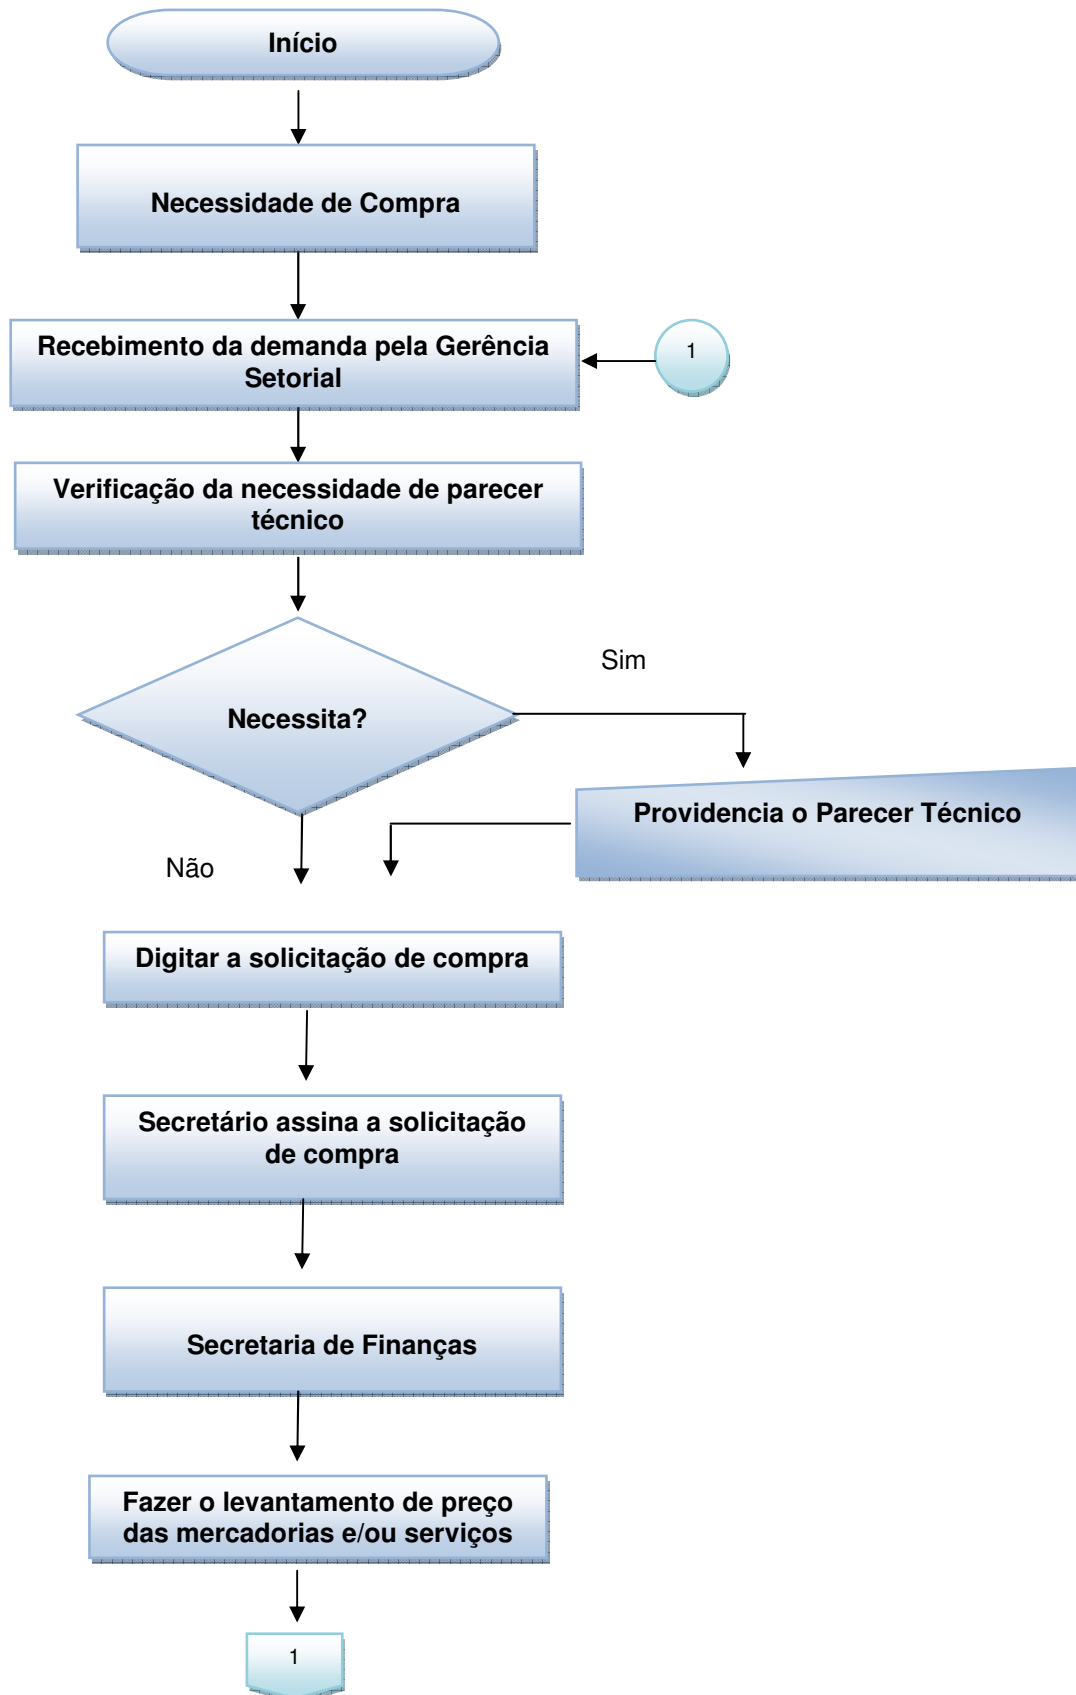 Início
Necessidade de Compra
Recebimento da demanda pela Gerência
Setorial
1
Verificação da necessidade de parecer
técnico
Sim
Necessita?
Providencia o Parecer Técnico
Não
Digitar a solicitação de compra
Secretário assina a solicitação
de compra
Secretaria de Finanças
Fazer o levantamento de preço
das mercadorias e/ou serviços
1